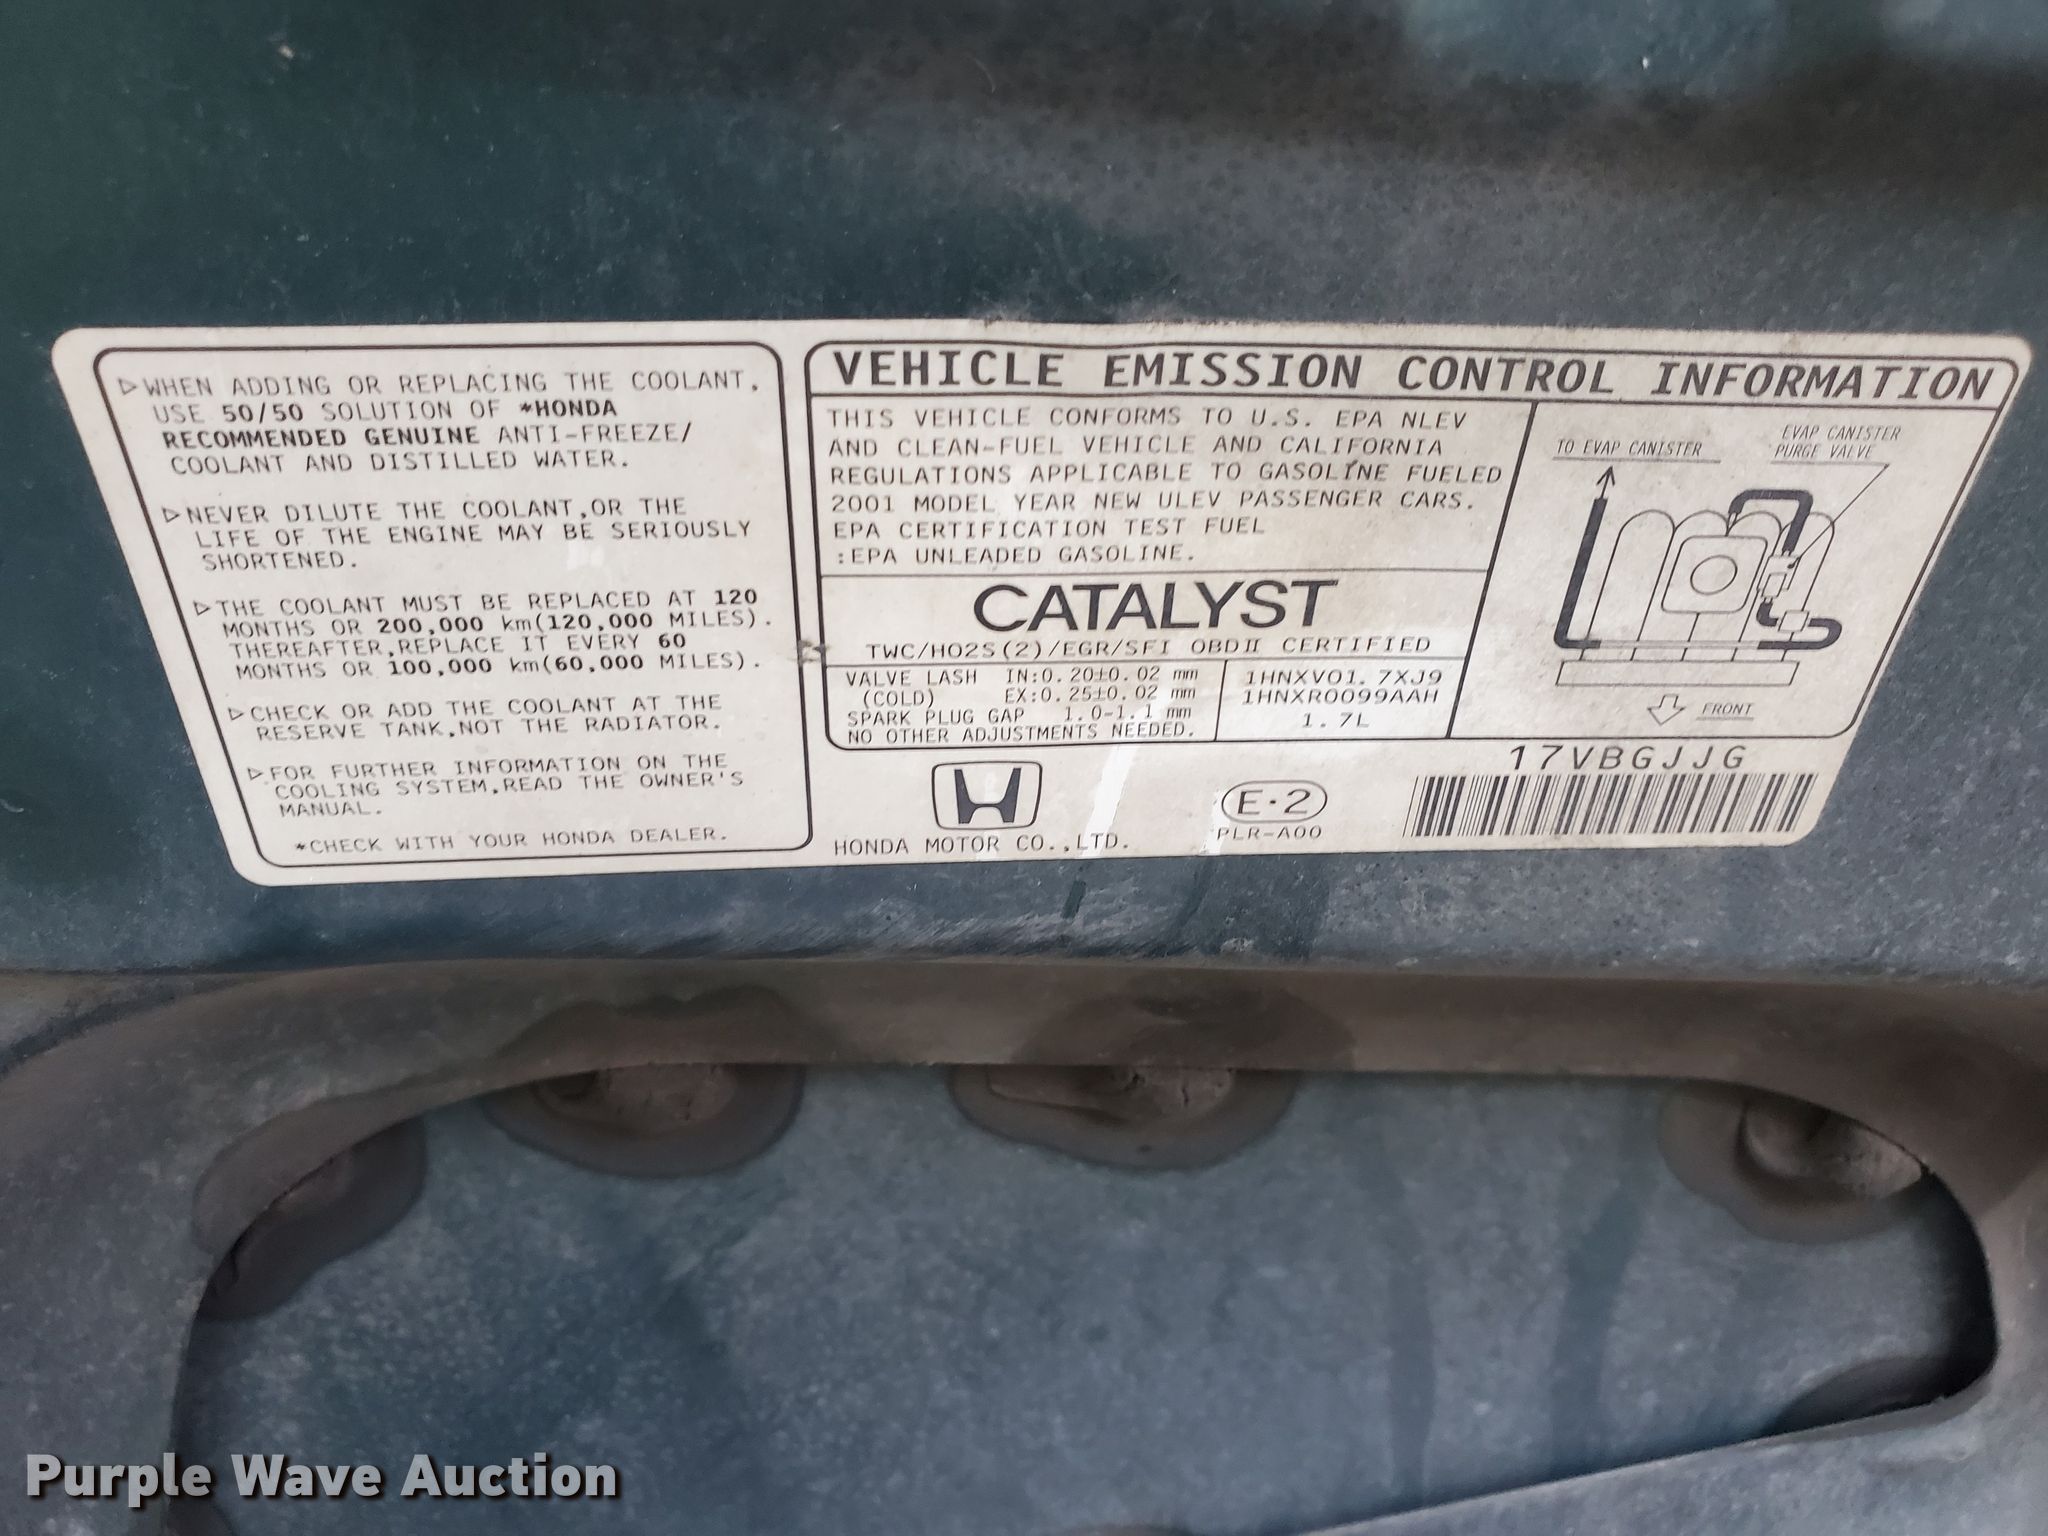 ▷WHEN ADDING OR REPLACING THE COOLANT,
USE 50/50 SOLUTION OF *HONDA
RECOMMENDED GENUINE ANTI-FREEZE/
COOLANT AND DISTILLED WATER.
▷NEVER DILUTE THE COOLANT,OR THE
LIFE OF THE ENGINE MAY BE SERIOUSLY
SHORTENED.
▷THE COOLANT MUST BE REPLACED AT 120
MONTHS OR 200,000 km(120,000 MILES).
THEREAFTER,REPLACE IT EVERY 60
MONTHS OR 100,000 km(60,000 MILES).
▷CHECK OR ADD THE COOLANT AT THE
RESERVE TANK,NOT THE RADIATOR.
▷FOR FURTHER INFORMATION ON THE
COOLING SYSTEM,READ THE OWNER'S
MANUAL.
*CHECK WITH YOUR HONDA DEALER.
VEHICLE EMISSION CONTROL INFORMATION
THIS VEHICLE CONFORMS TO U.S. EPA NLEV
AND CLEAN-FUEL VEHICLE AND CALIFORNIA
REGULATIONS APPLICABLE TO GASOLINE FUELED
2001 MODEL YEAR NEW ULEV PASSENGER CARS.
EPA CERTIFICATION TEST FUEL
:EPA UNLEADED GASOLINE.
CATALYST
TWC/HO2S(2)/EGR/SFI OBDⅡ CERTIFIED
VALVE LASH IN:0.20±0.02 mm
(COLD) EX:0.25±0.02 mm
SPARK PLUG GAP 1.0-1.1 mm
NO OTHER ADJUSTMENTS NEEDED.
1HNXV01.7XJ9
1HNXR0099AAH
1.7L
TO EVAP CANISTER
EVAP CANISTER
PURGE VALVE
FRONT
HONDA MOTOR CO.,LTD.
E·2
PLR-A00
17VBGJJG
Purple Wave Auction